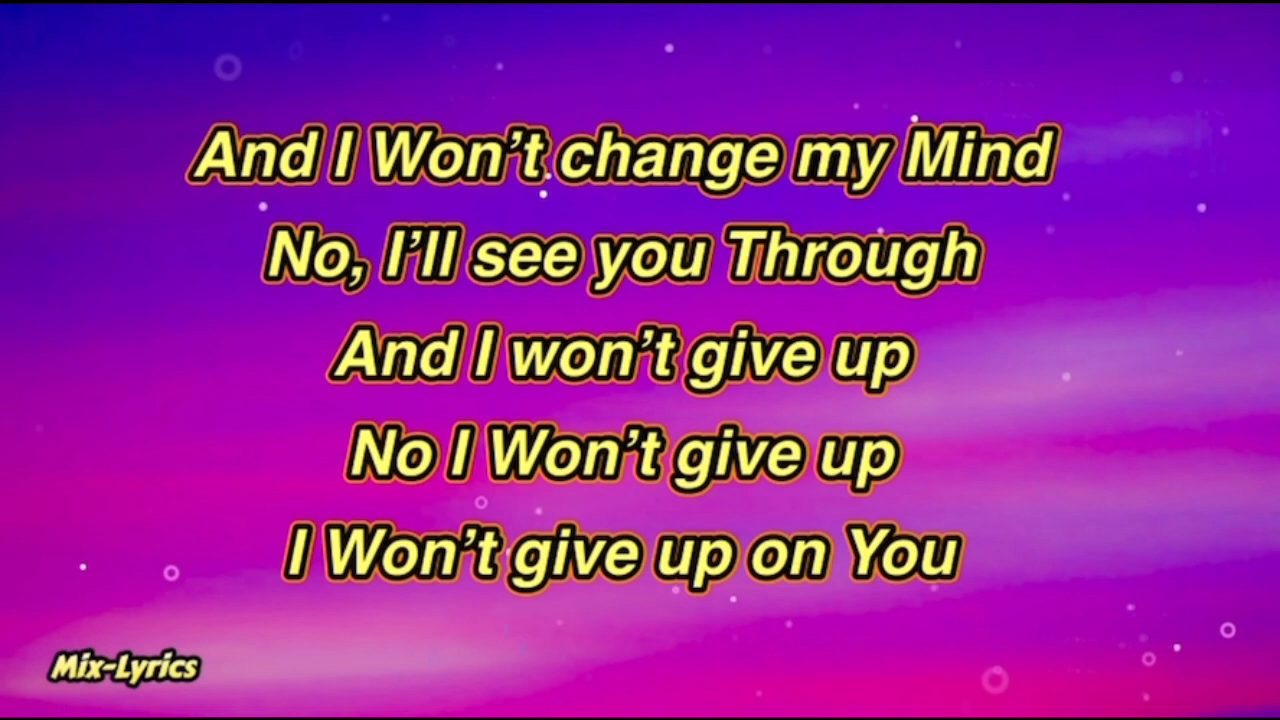 And I Won’t change my Mind
No, I’ll see you Through
And I won’t give up
No I Won’t give up
I Won’t give up on You
Mix-Lyrics